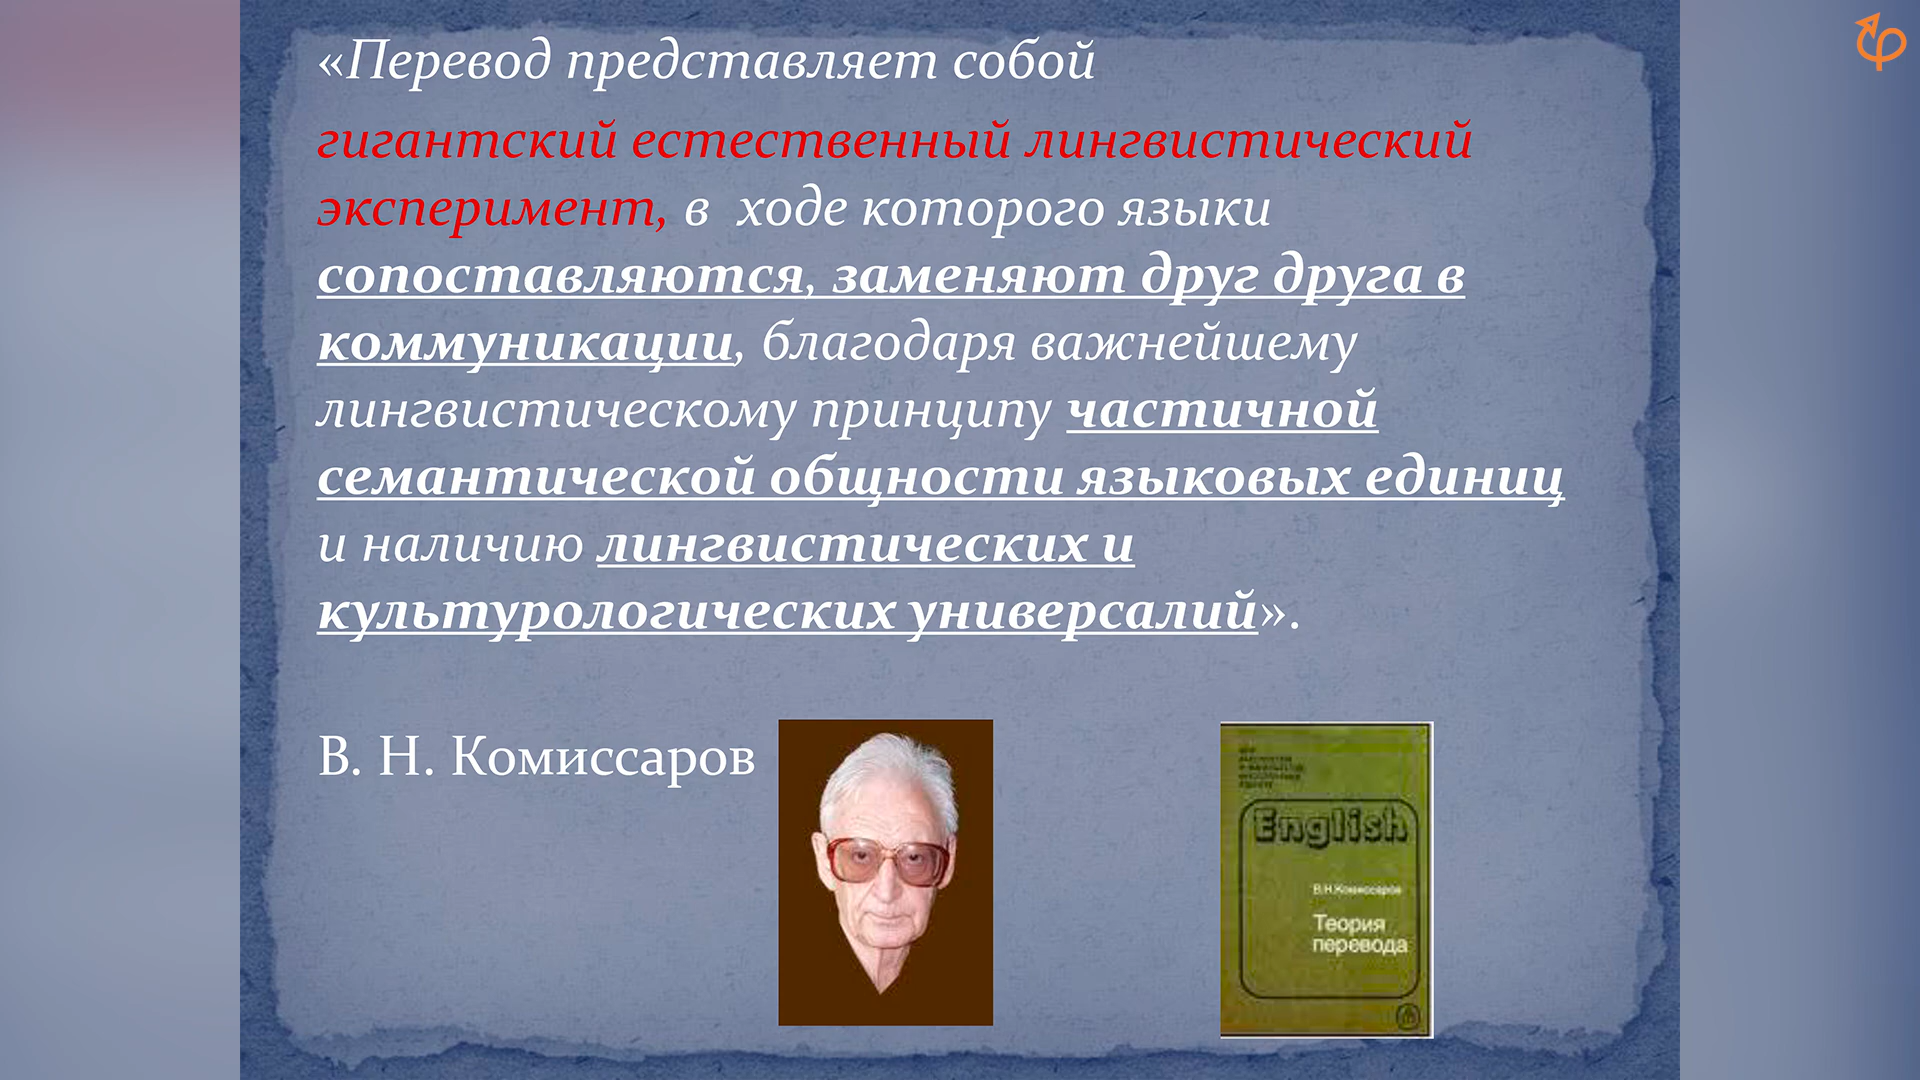 «Перевод представляет собой
гигантский естественный лингвистический
эксперимент, в ходе которого языки
сопоставляются, заменяют друг друга в
коммуникации, благодаря важнейшему
лингвистическому принципу частичной
семантической общности языковых единиц
и наличию лингвистических и
культурологических универсалий».
В. Н. Комиссаров
English
В.Н.Комиссаров
Теория
перевода